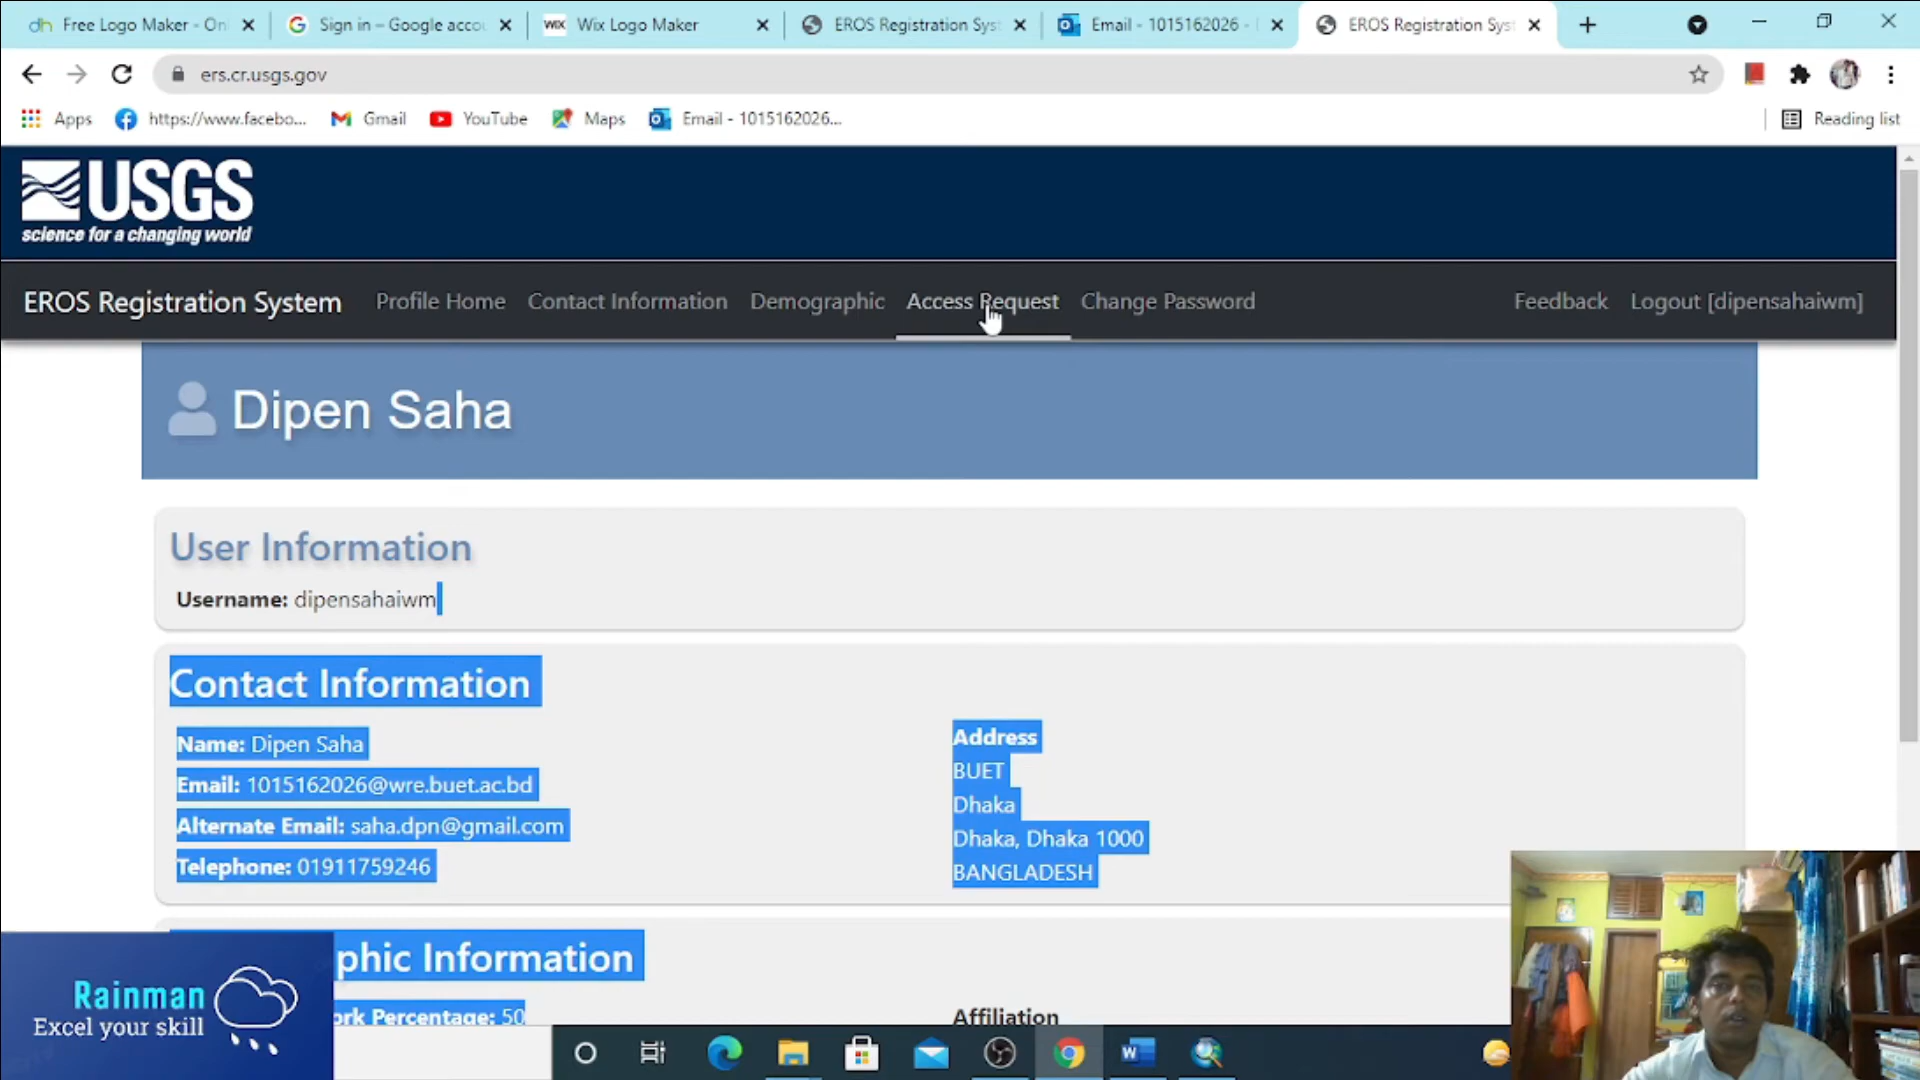 dh Free Logo Maker - On
Sign in – Google acco
WIX Wix Logo Maker
EROS Registration Sys
Email - 1015162026 -
EROS Registration Sys
ers.cr.usgs.gov
Apps
https://www.facebo...
Gmail
YouTube
Maps
Email - 1015162026...
Reading list
USGS
science for a changing world
EROS Registration System
Profile Home
Contact Information
Demographic
Access Request
Change Password
Feedback
Logout [dipensahaiwm]
Dipen Saha
User Information
Username: dipensahaiwm
Contact Information
Name: Dipen Saha
Email: 1015162026@wre.buet.ac.bd
Alternate Email: saha.dpn@gmail.com
Telephone: 01911759246
Address
BUET
Dhaka
Dhaka, Dhaka 1000
BANGLADESH
phic Information
ork Percentage: 50
Affiliation
Rainman
Excel your skill